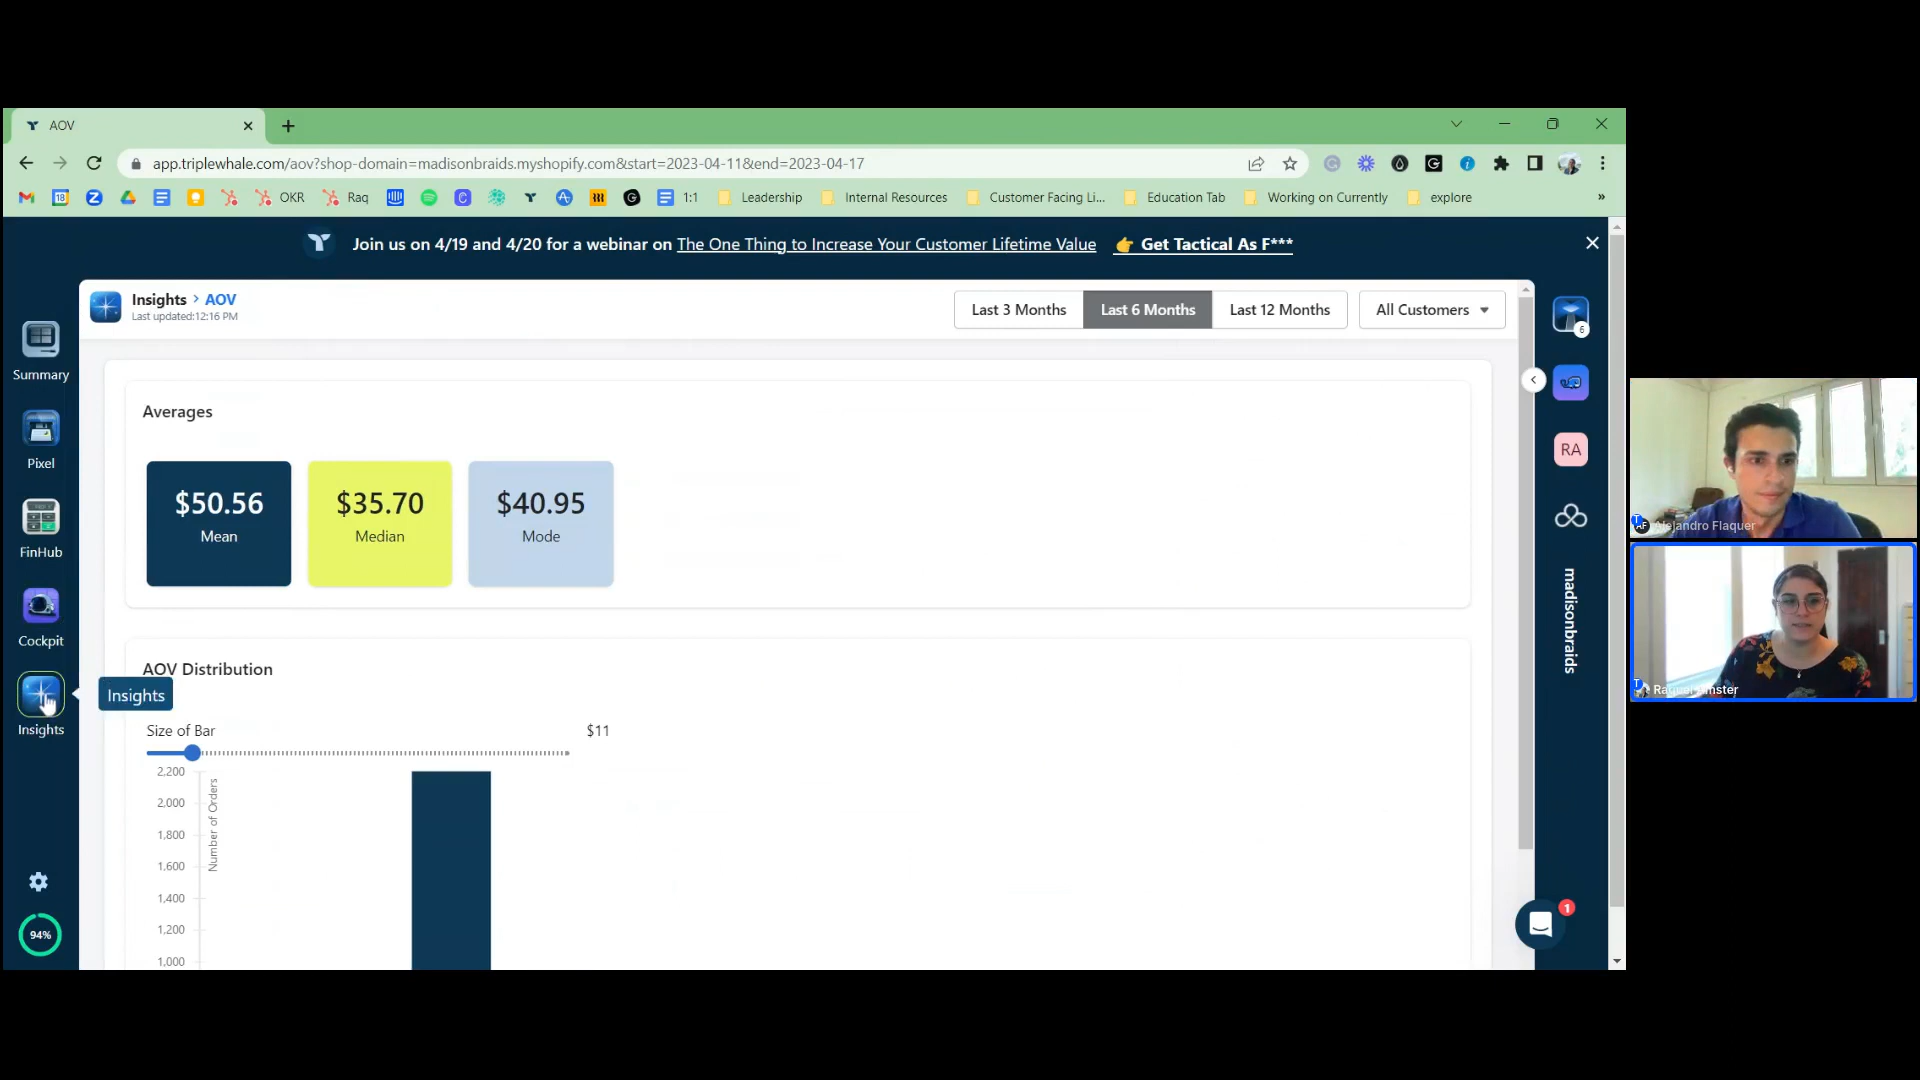 AOV
app.triplewhale.com/aov?shop-domain=madisonbraids.myshopify.com&start=2023-04-11&end=2023-04-17
OKR
Raq
1:1
Leadership
Internal Resources
Customer Facing Li...
Education Tab
Working on Currently
explore
Join us on 4/19 and 4/20 for a webinar on The One Thing to Increase Your Customer Lifetime Value 👉 Get Tactical As F***
Insights > AOV
Last updated:12:16 PM
Last 3 Months
Last 6 Months
Last 12 Months
All Customers
6
Summary
Pixel
FinHub
Cockpit
Insights
Insights
94%
Averages
$50.56
Mean
$35.70
Median
$40.95
Mode
AOV Distribution
Size of Bar
$11
2,200
2,000
1,800
1,600
1,400
1,200
1,000
Number of Orders
RA
madisonbraids
1
AF
Alejandro Flaquer